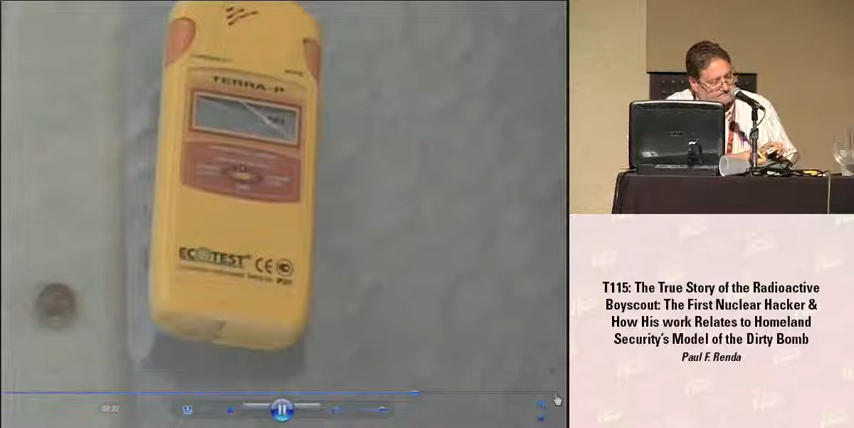 TERRA-P
ECOTEST
CE
T115: The True Story of the Radioactive
Boyscout: The First Nuclear Hacker &
How His work Relates to Homeland
Security's Model of the Dirty Bomb
Paul F. Renda